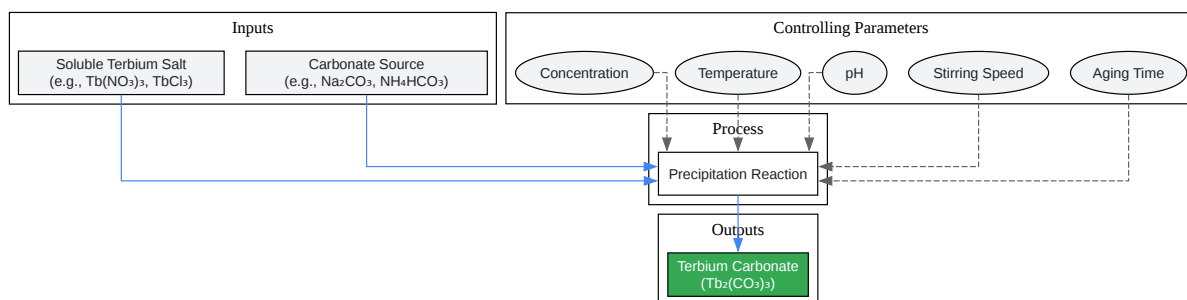 Inputs
Soluble Terbium Salt
(e.g., Tb(NO₃)₃, TbCl₃)
Carbonate Source
(e.g., Na₂CO₃, NH₄HCO₃)
Controlling Parameters
Concentration
Temperature
pH
Stirring Speed
Aging Time
Process
Precipitation Reaction
Outputs
Terbium Carbonate
(Tb₂(CO₃)₃)